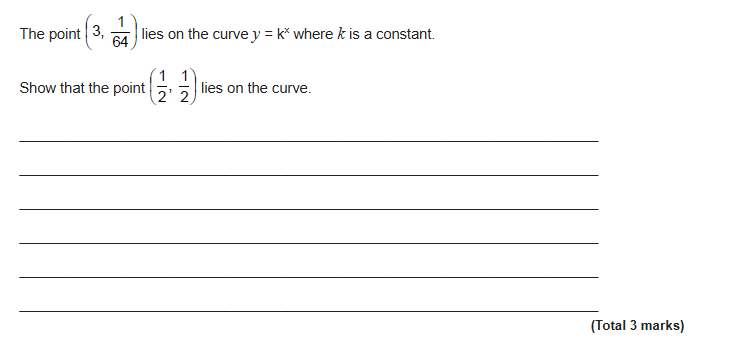 The point (3, 1/64) lies on the curve y = kˣ where k is a constant.
Show that the point (1/2, 1/2) lies on the curve.
(Total 3 marks)